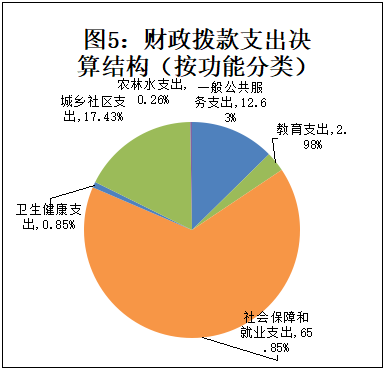 图5：财政拨款支出决
算结构（按功能分类）
农林水支出,
0.26%
一般公共服
务支出,12.6
3%
教育支出,2.
98%
社会保障和
就业支出,65
.85%
卫生健康支
出,0.85%
城乡社区支
出,17.43%